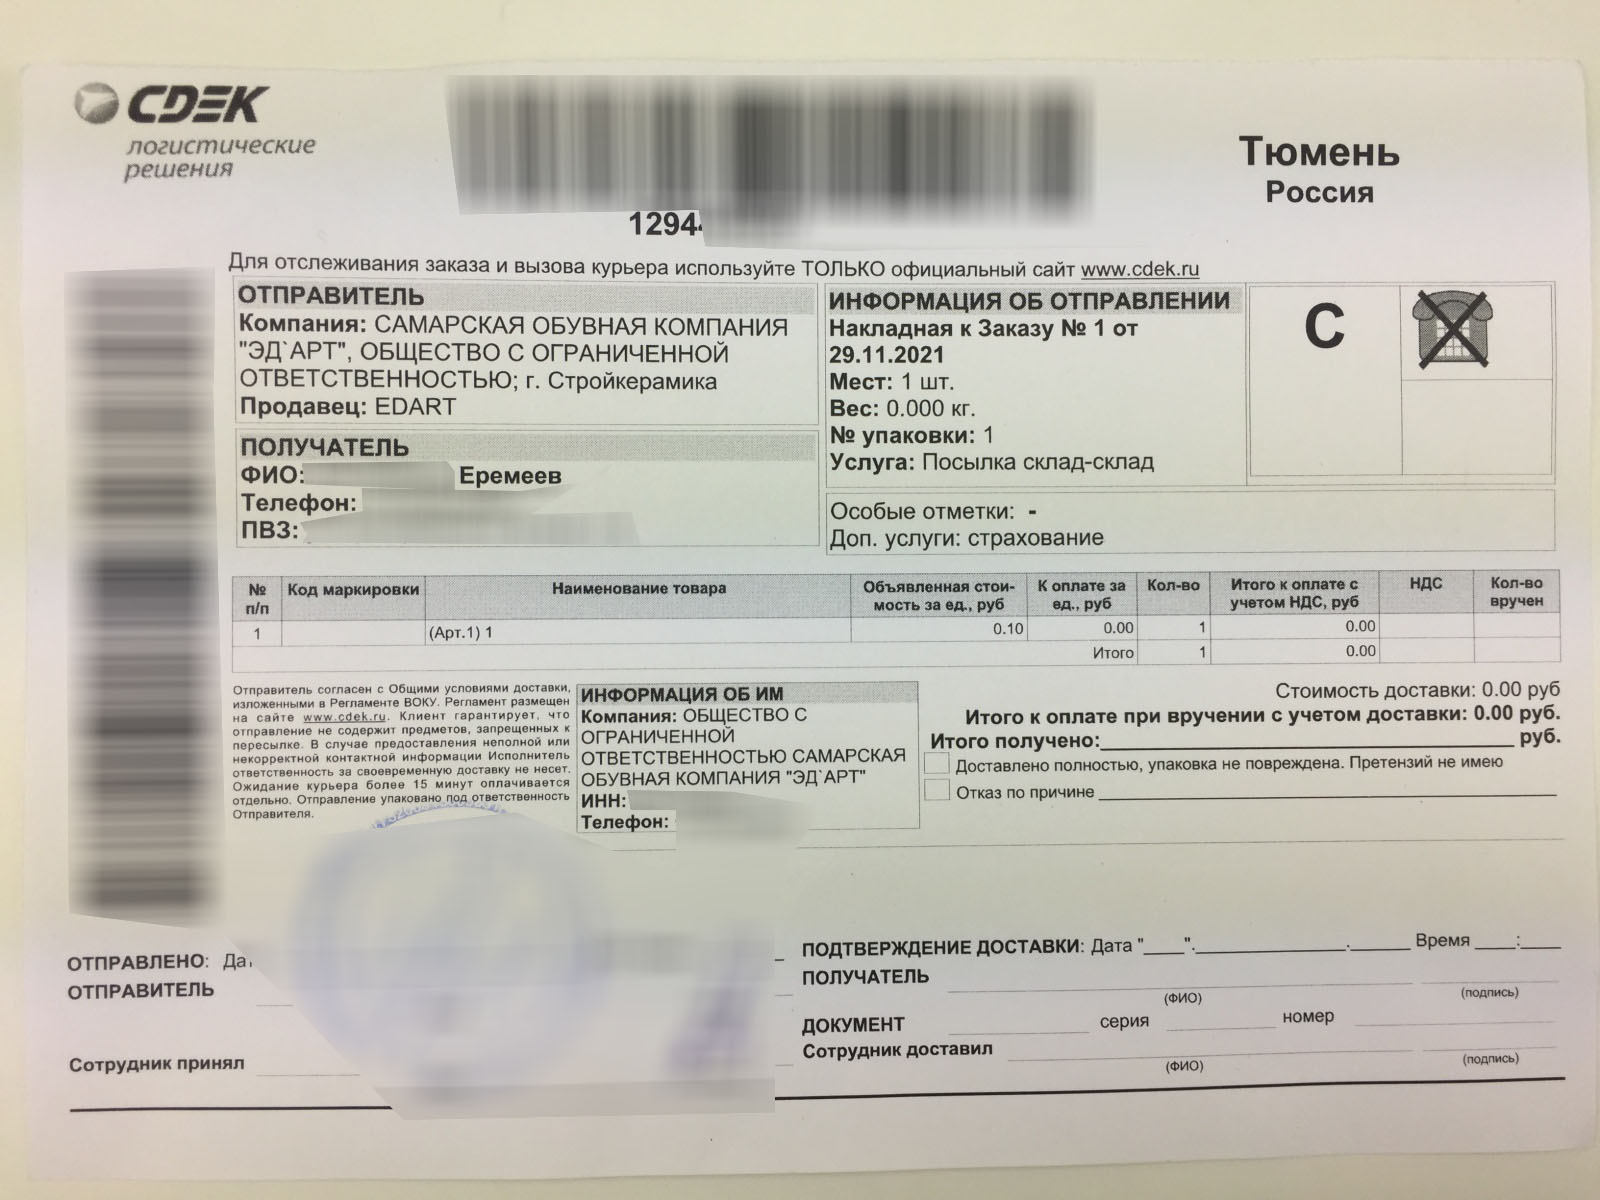 CDEK
логистические
решения
Тюмень
Россия
1294
Для отслеживания заказа и вызова курьера используйте ТОЛЬКО официальный сайт www.cdek.ru
ОТПРАВИТЕЛЬ
Компания: САМАРСКАЯ ОБУВНАЯ КОМПАНИЯ
"ЭД`АРТ", ОБЩЕСТВО С ОГРАНИЧЕННОЙ
ОТВЕТСТВЕННОСТЬЮ; г. Стройкерамика
Продавец: EDART
ПОЛУЧАТЕЛЬ
ФИО: Еремеев
Телефон:
ПВЗ:
ИНФОРМАЦИЯ ОБ ОТПРАВЛЕНИИ
Накладная к Заказу № 1 от
29.11.2021
Мест: 1 шт.
Вес: 0.000 кг.
№ упаковки: 1
Услуга: Посылка склад-склад
С
Особые отметки: -
Доп. услуги: страхование
№ п/п Код маркировки Наименование товара Объявленная стои-мость за ед., руб К оплате за ед., руб Кол-во Итого к оплате с учетом НДС, руб НДС Кол-во вручен
1 (Арт.1) 1 0.10 0.00 1 0.00
Итого 1 0.00
Отправитель согласен с Общими условиями доставки,
изложенными в Регламенте ВОКУ. Регламент размещен
на сайте www.cdek.ru. Клиент гарантирует, что
отправление не содержит предметов, запрещенных к
пересылке. В случае предоставления неполной или
некорректной контактной информации Исполнитель
ответственность за своевременную доставку не несет.
Ожидание курьера более 15 минут оплачивается
отдельно. Отправление упаковано под ответственность
Отправителя.
ИНФОРМАЦИЯ ОБ ИМ
Компания: ОБЩЕСТВО С
ОГРАНИЧЕННОЙ
ОТВЕТСТВЕННОСТЬЮ САМАРСКАЯ
ОБУВНАЯ КОМПАНИЯ "ЭД`АРТ"
ИНН:
Телефон:
Стоимость доставки: 0.00 руб
Итого к оплате при вручении с учетом доставки: 0.00 руб.
Итого получено:__________ руб.
Доставлено полностью, упаковка не повреждена. Претензий не имею
Отказ по причине __________
ОТПРАВЛЕНО:
ОТПРАВИТЕЛЬ
Сотрудник принял
ПОДТВЕРЖДЕНИЕ ДОСТАВКИ: Дата "___".__________.____ Время ___:___
ПОЛУЧАТЕЛЬ
(ФИО) (подпись)
ДОКУМЕНТ серия номер
Сотрудник доставил
(ФИО) (подпись)